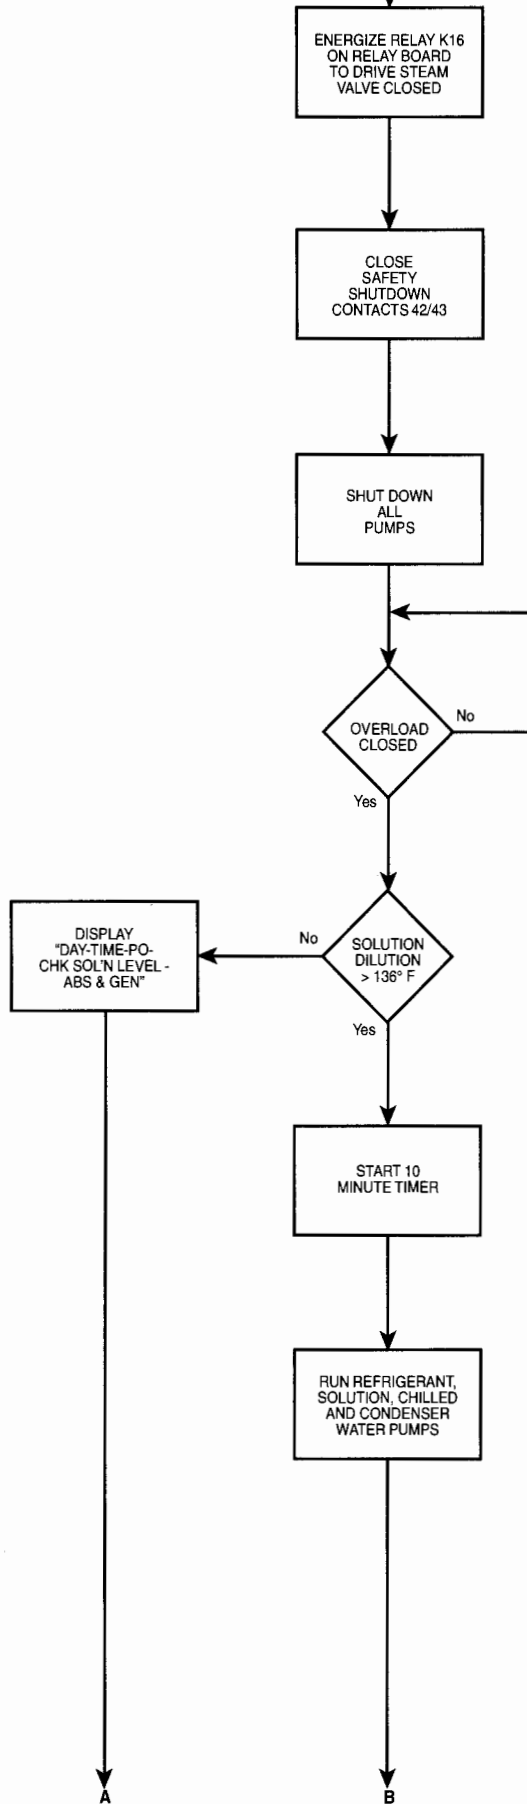 ENERGIZE RELAY K16
ON RELAY BOARD
TO DRIVE STEAM
VALVE CLOSED
CLOSE
SAFETY
SHUTDOWN
CONTACTS 42/43
SHUT DOWN
ALL
PUMPS
OVERLOAD
CLOSED
No
Yes
SOLUTION
DILUTION
> 136° F
No
Yes
DISPLAY
"DAY-TIME-PO-
CHK SOL'N LEVEL -
ABS & GEN"
START 10
MINUTE TIMER
RUN REFRIGERANT,
SOLUTION, CHILLED
AND CONDENSER
WATER PUMPS
A
B